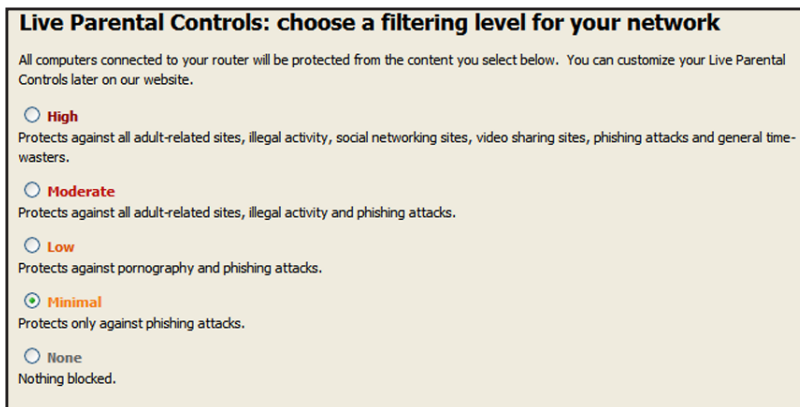 Live Parental Controls: choose a filtering level for your network
All computers connected to your router will be protected from the content you select below.  You can customize your Live Parental
Controls later on our website.
High
Protects against all adult-related sites, illegal activity, social networking sites, video sharing sites, phishing attacks and general time-
wasters.
Moderate
Protects against all adult-related sites, illegal activity and phishing attacks.
Low
Protects against pornography and phishing attacks.
Minimal
Protects only against phishing attacks.
None
Nothing blocked.